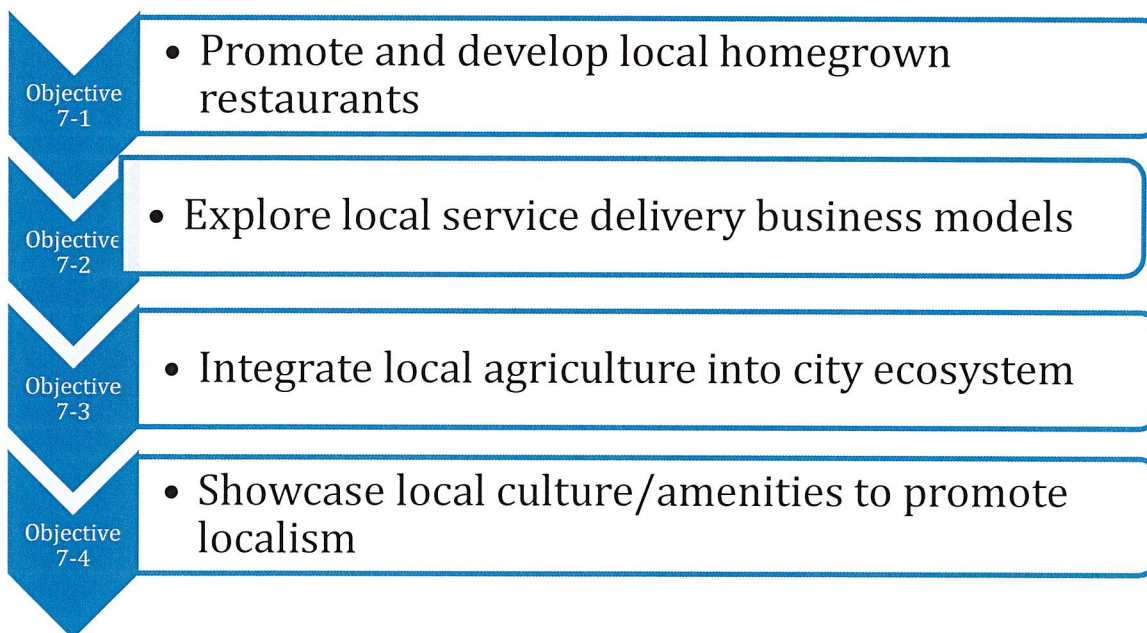 Objective
7-1
• Promote and develop local homegrown
restaurants
Objective
7-2
• Explore local service delivery business models
Objective
7-3
• Integrate local agriculture into city ecosystem
Objective
7-4
• Showcase local culture/amenities to promote
localism